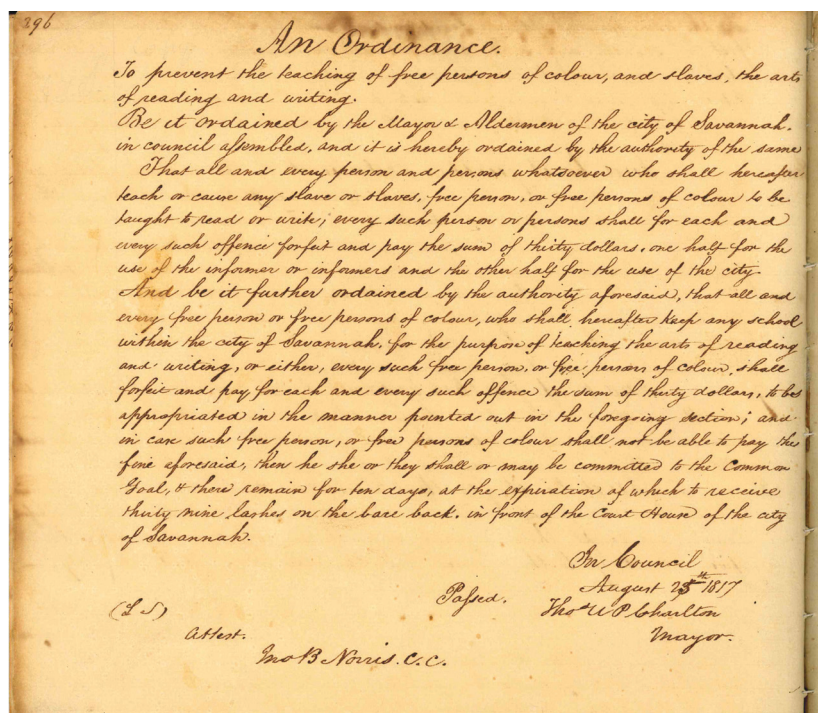 296
An Ordinance.
To prevent the teaching of free persons of colour, and slaves, the arts
of reading and writing.
Be it ordained by the Mayor & Aldermen of the city of Savannah,
in council assembled, and it is hereby ordained by the authority of the same
That all and every person and persons whatsoever who shall hereafter
teach or cause any slave or slaves, free person, or free persons of colour to be
taught to read or write, every such person or persons shall for each and
every such offence forfeit and pay the sum of thirty dollars, one half for the
use of the informer or informers and the other half for the use of the city
And be it further ordained by the authority aforesaid, that all and
every free person or free persons of colour, who shall hereafter keep any school
within the city of Savannah, for the purpose of teaching the arts of reading
and writing, or either, every such free person, or free persons of colour, shall
forfeit and pay for each and every such offence the sum of thirty dollars, to be
appropriated in the manner pointed out in the foregoing section; and
in case such free person, or free persons of colour shall not be able to pay the
fine aforesaid, then he she or they shall or may be committed to the Common
Goal, & there remain for ten days, at the expiration of which to receive
thirty nine lashes on the bare back, in front of the Court House of the city
of Savannah.
In Council
Passed. August 25th 1817
(L S) Thos U P Charlton
Attest. Mayor.
Jno B Norris. C. C.